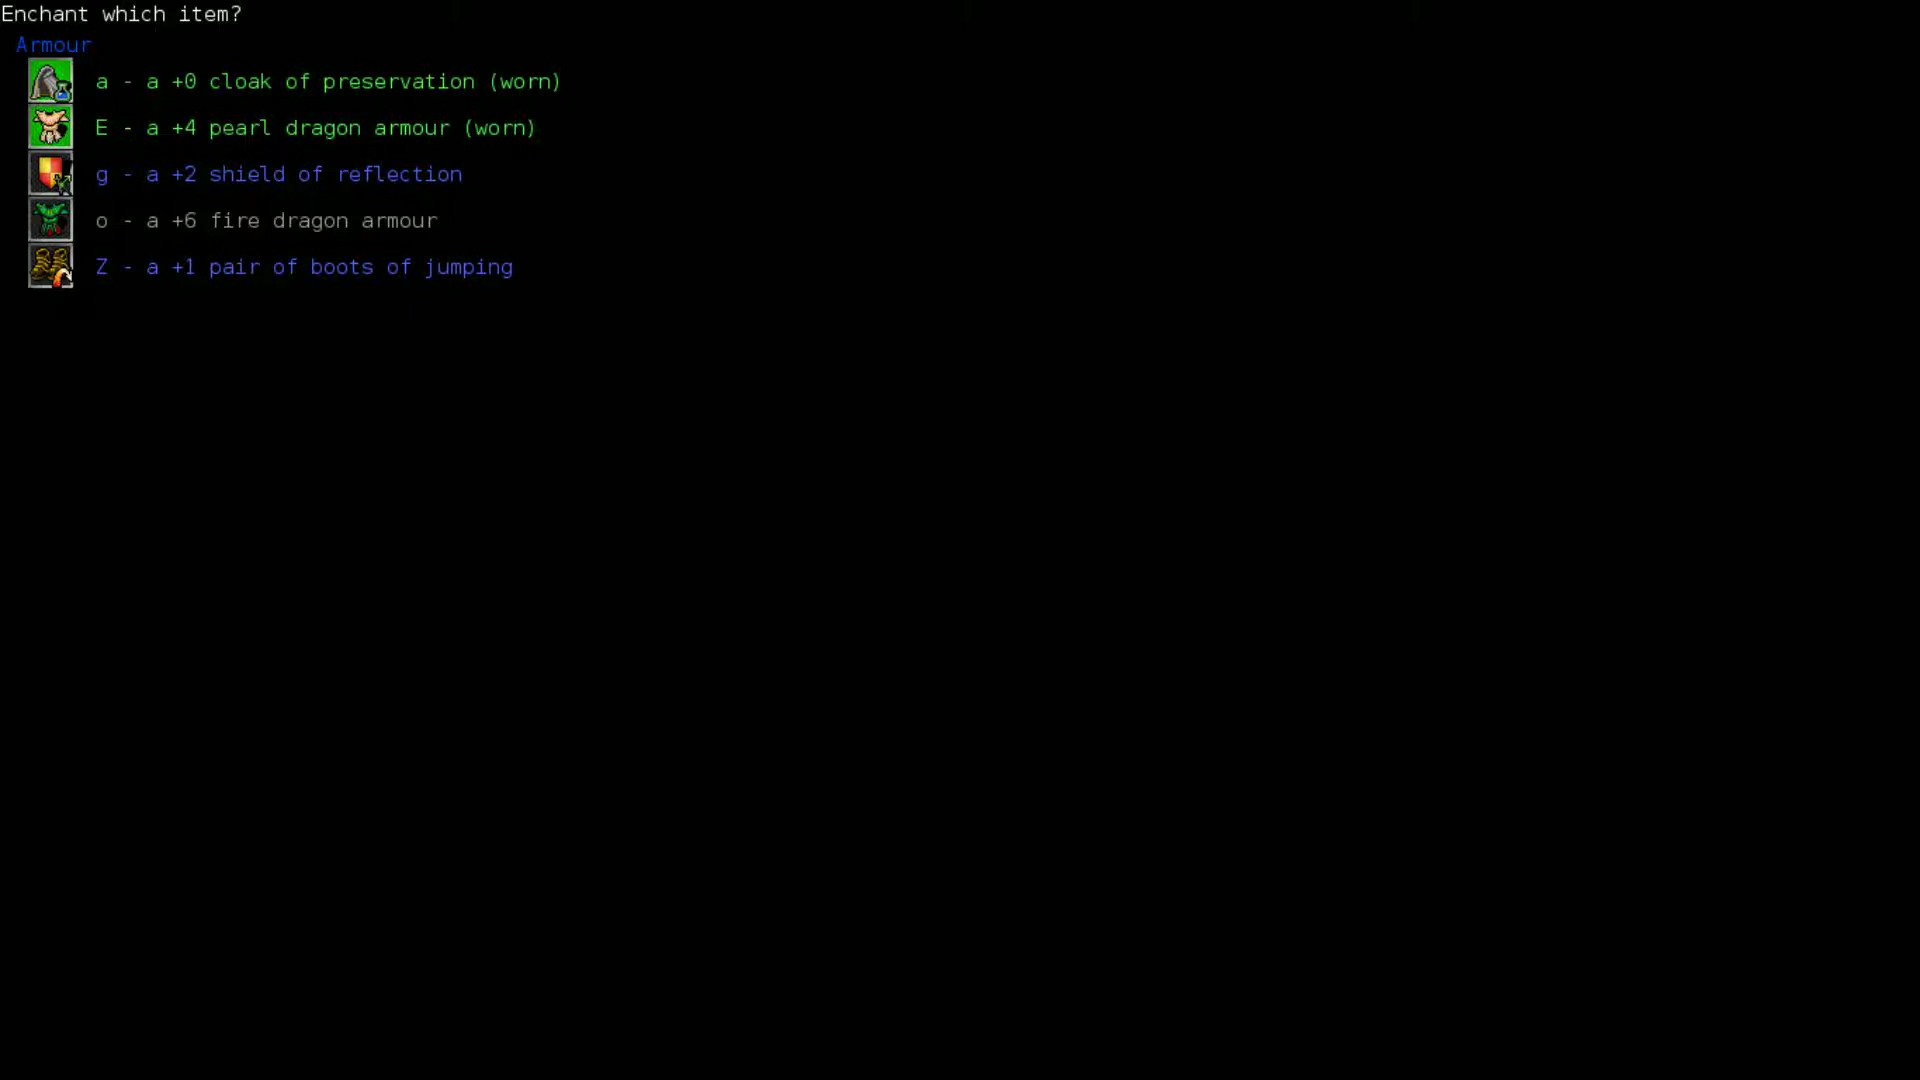 Enchant which item?
Armour
a - a +0 cloak of preservation (worn)
E - a +4 pearl dragon armour (worn)
g - a +2 shield of reflection
o - a +6 fire dragon armour
Z - a +1 pair of boots of jumping